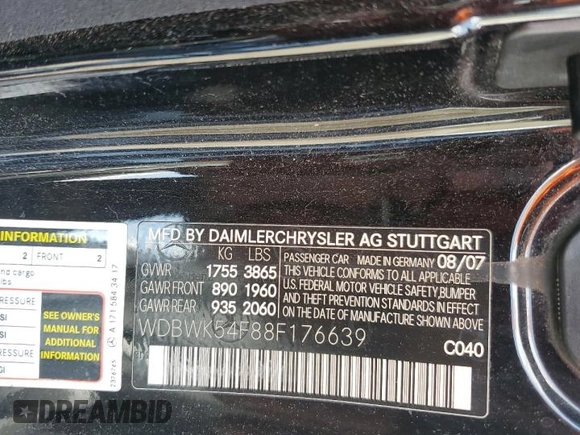 INFORMATION
2 FRONT 2
nd cargo
lbs
PRESSURE
SI
PRESSURE
SI
SEE OWNER'S
MANUAL FOR
ADDITIONAL
INFORMATION
A 171 584 34 17
MFD BY DAIMLERCHRYSLER AG STUTTGART
KG LBS
GVWR 1755 3865
GAWR FRONT 890 1960
GAWR REAR 935 2060
PASSENGER CAR MADE IN GERMANY 08/07
THIS VEHICLE CONFORMS TO ALL APPLICABLE
U.S. FEDERAL MOTOR VEHICLE SAFETY, BUMPER
AND THEFT PREVENTION STANDARDS IN EFFECT
ON THE DATE OF MANUFACTURE SHOWN ABOVE
WDBWK54F88F176639
C040
DREAMBID